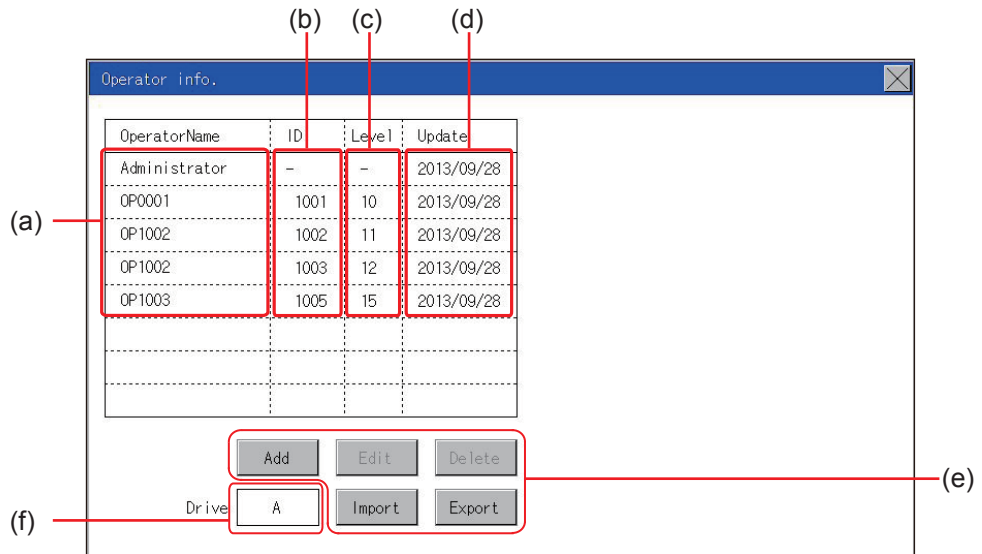 (b) (c) (d)
Operator info.
OperatorName ID Level Update
Administrator - - 2013/09/28
OP0001 1001 10 2013/09/28
(a)
OP1002 1002 11 2013/09/28
OP1002 1003 12 2013/09/28
OP1003 1005 15 2013/09/28
Add Edit Delete
(e)
Drive A Import Export
(f)